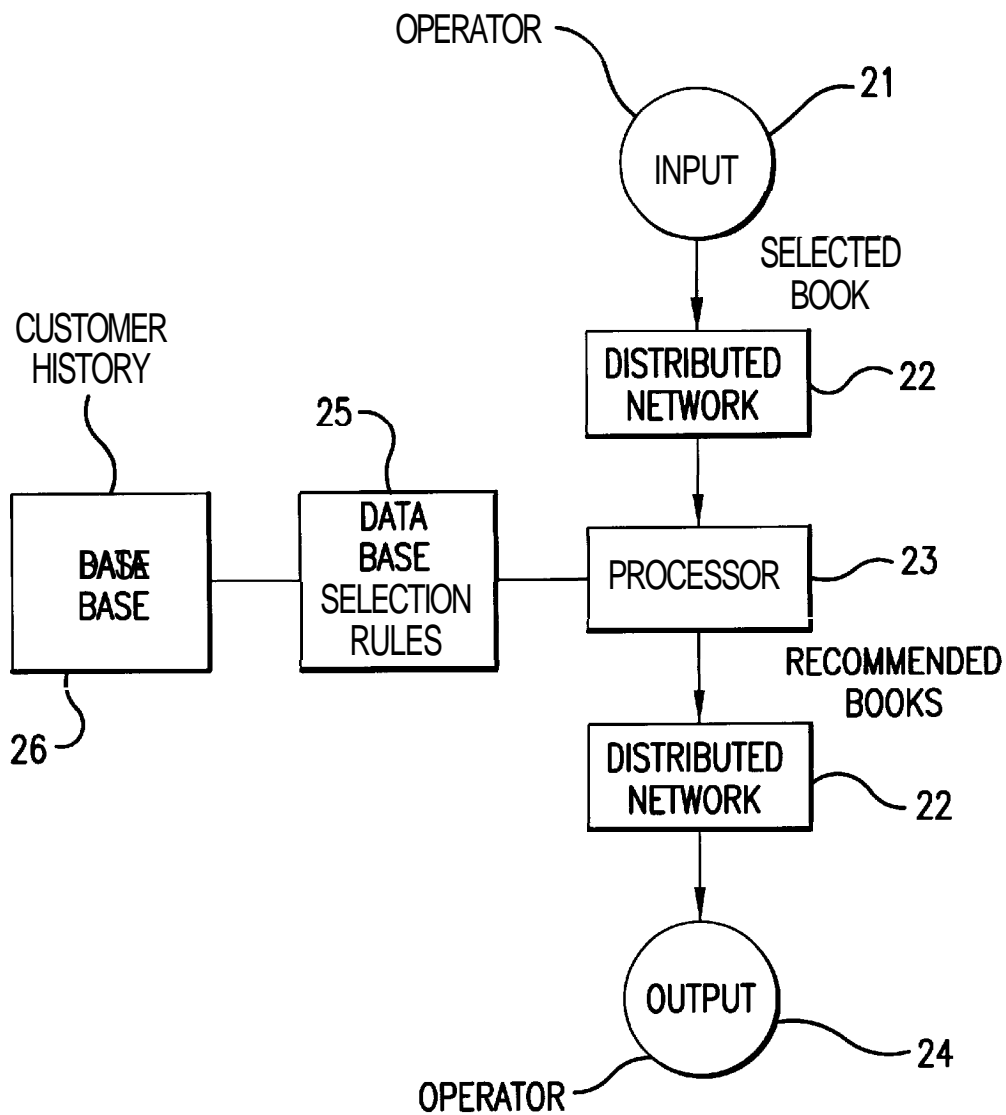 OPERATOR
21
INPUT
SELECTED
BOOK
CUSTOMER
HISTORY
DISTRIBUTED
NETWORK
22
25
DATA
BASE
DATA
BASE
SELECTION
RULES
PROCESSOR
23
RECOMMENDED
BOOKS
26
DISTRIBUTED
NETWORK
22
OUTPUT
24
OPERATOR